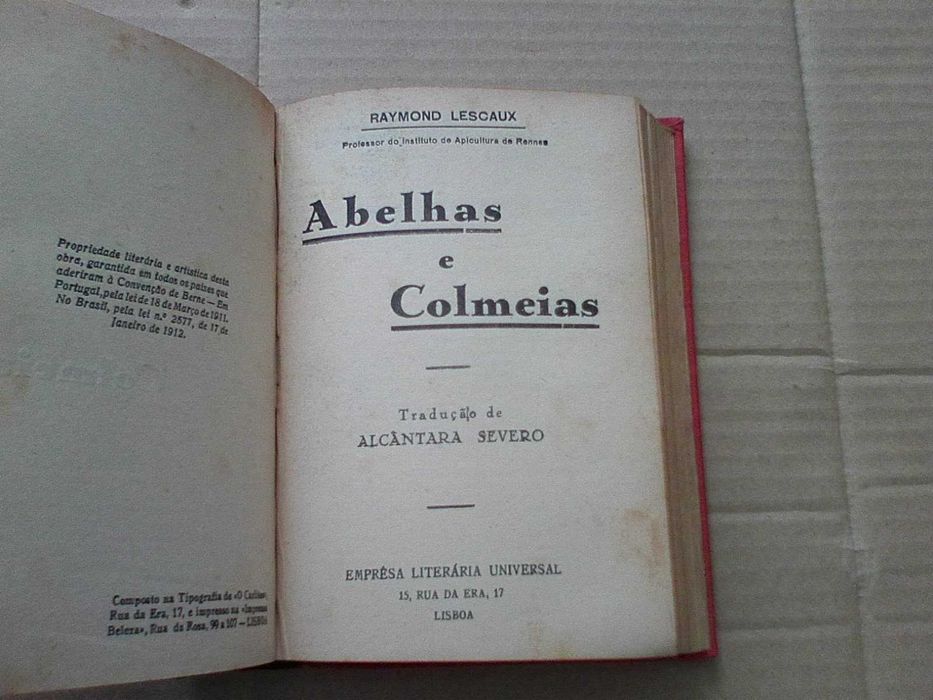 Propriedade literária e artística desta
obra, garantida em todos os países que
aderiram à Convenção de Berne — Em
Portugal, pela lei de 18 de Março de 1911.
No Brasil, pela lei n.º 2577, de 17 de
Janeiro de 1912.
Composto na Tipografia de «O Carlins»,
Rua da Era, 17, e impresso na «Imprensa
Beleza», Rua da Rosa, 99 a 107 — LISBOA
RAYMOND LESCAUX
Professor do Instituto de Apicultura de Rennes
Abelhas
e
Colmeias
Tradução de
ALCÂNTARA SEVERO
EMPRÊSA LITERÁRIA UNIVERSAL
15, RUA DA ERA, 17
LISBOA